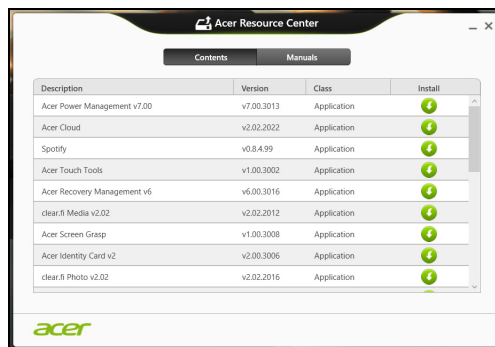 Acer Resource Center
Contents Manuals
Description Version Class Install
Acer Power Management v7.00 v7.00.3013 Application
Acer Cloud v2.02.2022 Application
Spotify v0.8.4.99 Application
Acer Touch Tools v1.00.3002 Application
Acer Recovery Management v6 v6.00.3016 Application
clear.fi Media v2.02 v2.02.2012 Application
Acer Screen Grasp v1.00.3008 Application
Acer Identity Card v2 v2.00.3006 Application
clear.fi Photo v2.02 v2.02.2016 Application
acer